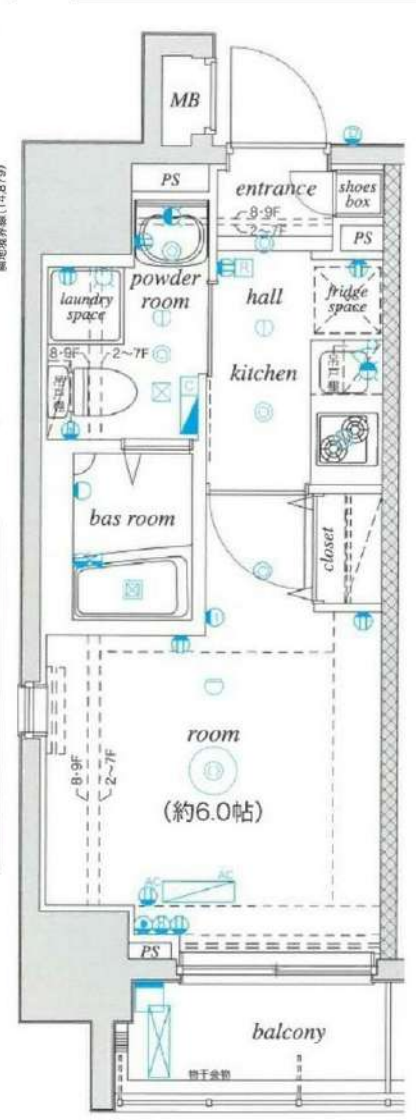 MB
PS
entrance
shoes
box
8・9F
2〜7F
PS
powder
room
R
hall
fridge
space
laundry
space
8・9F
2〜7F
kitchen
C
bas room
closet
room
8・9F
2〜7F
(約6.0帖)
AC
AC
PS
balcony
物干金物